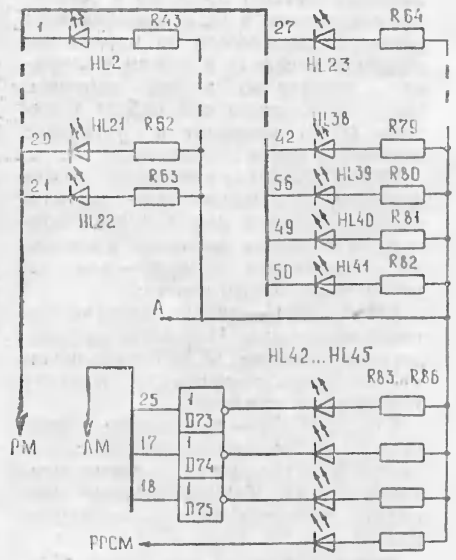 1 R43 27 R64
HL2 HL23
20 HL21 R62 42 HL38 R79
21 R63 56 HL39 R80
HL22 49 HL40 R81
50 HL41 R82
A
HL42...HL45
R83...R86
25 1
D73
PM AM 17 1
D74
18 1
D75
PPCM